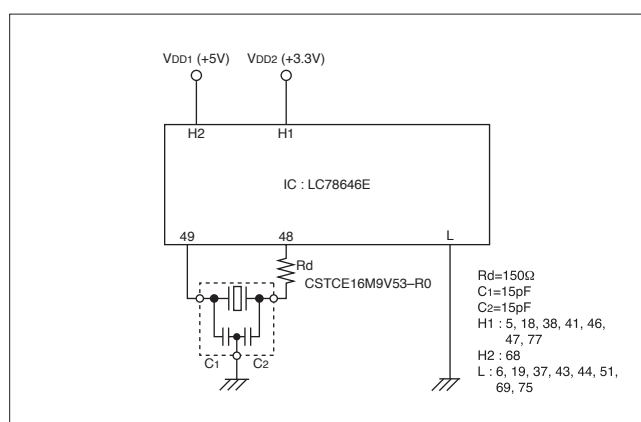 VDD1 (+5V) VDD2 (+3.3V)
H2 H1
IC : LC78646E
49 48 L
Rd
CSTCE16M9V53–R0
C1 C2
Rd=150Ω
C1=15pF
C2=15pF
H1 : 5, 18, 38, 41, 46,
47, 77
H2 : 68
L : 6, 19, 37, 43, 44, 51,
69, 75